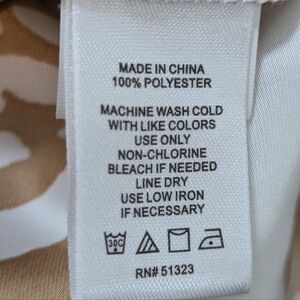 MADE IN CHINA
100% POLYESTER
MACHINE WASH COLD
WITH LIKE COLORS
USE ONLY
NON-CHLORINE
BLEACH IF NEEDED
LINE DRY
USE LOW IRON
IF NECESSARY
30C
RN# 51323